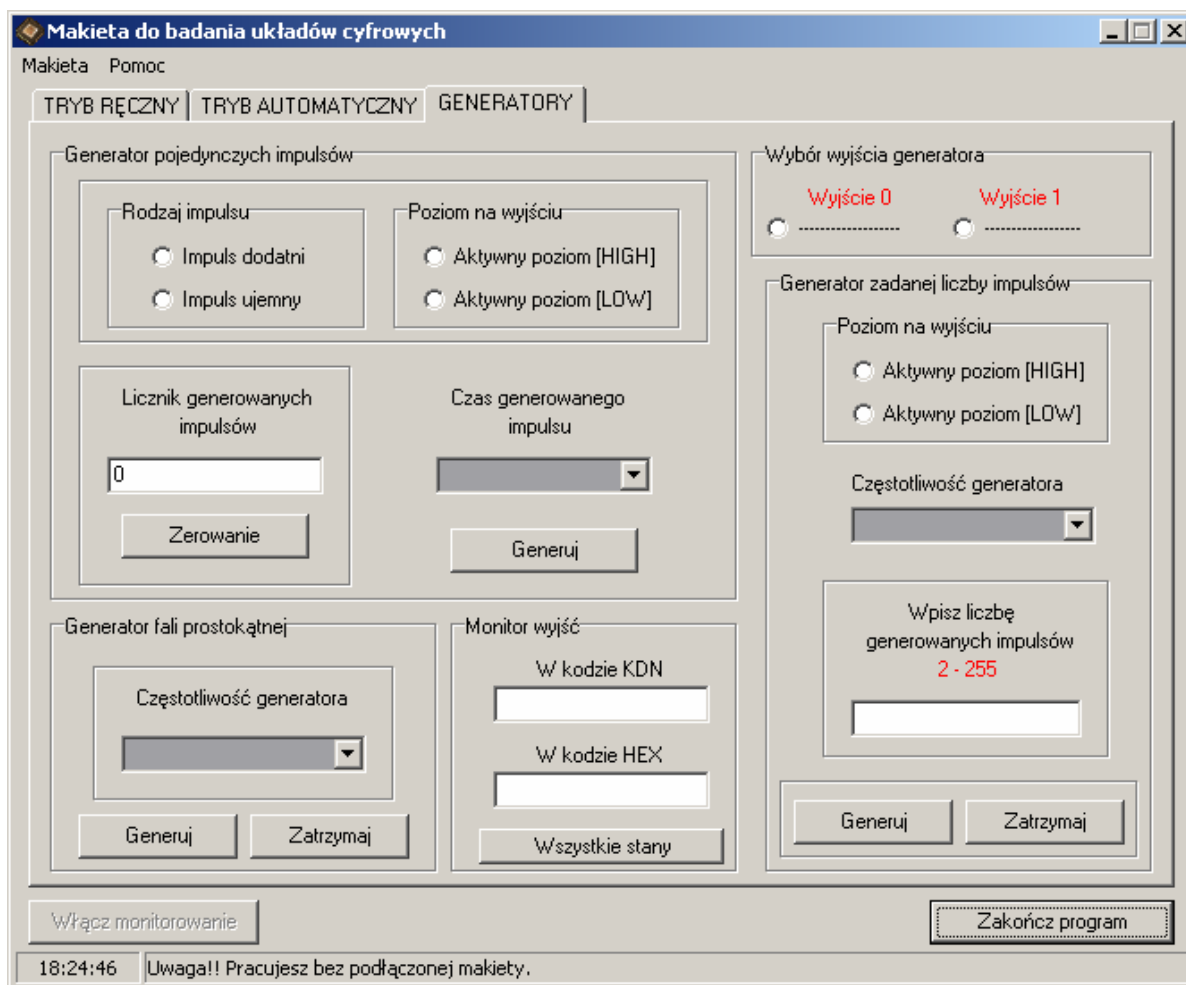 Makieta do badania układów cyfrowych
Makieta Pomoc
TRYB RĘCZNY TRYB AUTOMATYCZNY GENERATORY
Generator pojedynczych impulsów
Rodzaj impulsu
Impuls dodatni
Impuls ujemny
Poziom na wyjściu
Aktywny poziom [HIGH]
Aktywny poziom [LOW]
Licznik generowanych
impulsów
0
Zerowanie
Czas generowanego
impulsu
Generuj
Wybór wyjścia generatora
Wyjście 0 Wyjście 1
------------------ -----------------
Generator zadanej liczby impulsów
Poziom na wyjściu
Aktywny poziom [HIGH]
Aktywny poziom [LOW]
Częstotliwość generatora
Wpisz liczbę
generowanych impulsów
2 - 255
Generuj Zatrzymaj
Generator fali prostokątnej
Częstotliwość generatora
Generuj Zatrzymaj
Monitor wyjść
W kodzie KDN
W kodzie HEX
Wszystkie stany
Włącz monitorowanie
Zakończ program
18:24:46 Uwaga!! Pracujesz bez podłączonej makiety.